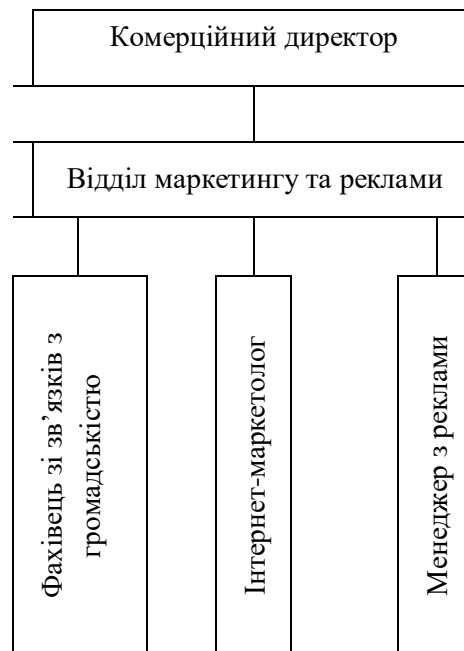 Комерційний директор
Відділ маркетингу та реклами
Фахівець зі зв’язків з
громадськістю
Інтернет-маркетолог
Менеджер з реклами